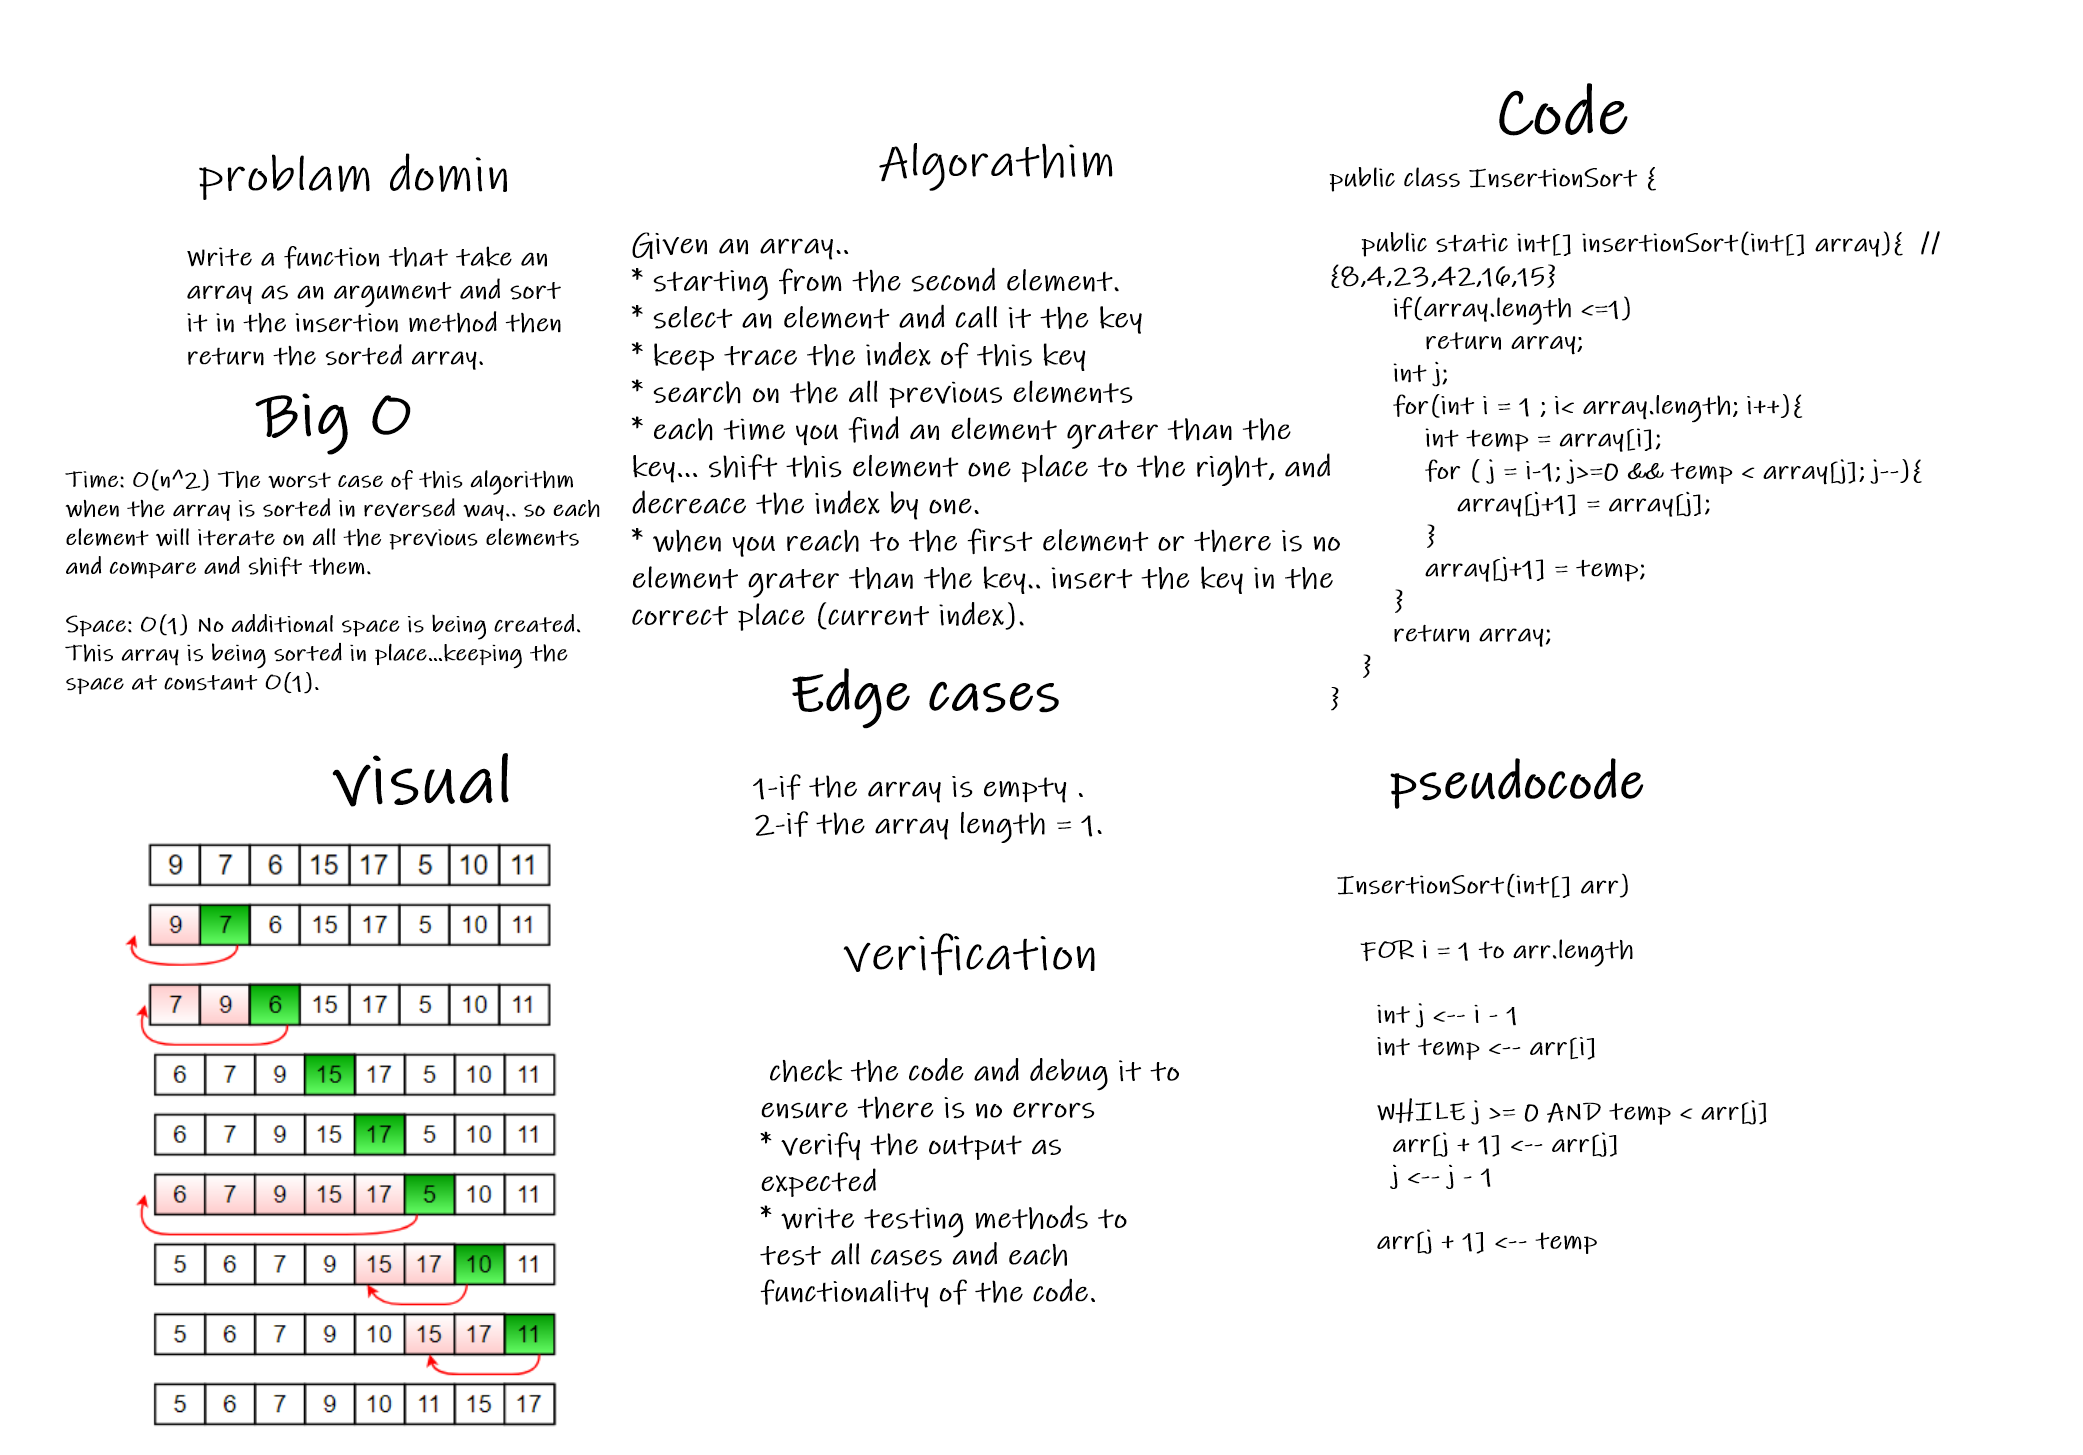 problam domin
Write a function that take an
array as an argument and sort
it in the insertion method then
return the sorted array.
Big O
Time: O(n^2) The worst case of this algorithm
when the array is sorted in reversed way.. so each
element will iterate on all the previous elements
and compare and shift them.
Space: O(1) No additional space is being created.
This array is being sorted in place...keeping the
space at constant O(1).
visual
9 7 6 15 17 5 10 11
9 7 6 15 17 5 10 11
7 9 6 15 17 5 10 11
6 7 9 15 17 5 10 11
6 7 9 15 17 5 10 11
6 7 9 15 17 5 10 11
5 6 7 9 15 17 10 11
5 6 7 9 10 15 17 11
5 6 7 9 10 11 15 17
Algorathim
Given an array..
* starting from the second element.
* select an element and call it the key
* keep trace the index of this key
* search on the all previous elements
* each time you find an element grater than the
key... shift this element one place to the right, and
decreace the index by one.
* when you reach to the first element or there is no
element grater than the key.. insert the key in the
correct place (current index).
Edge cases
1-if the array is empty .
2-if the array length = 1.
verification
check the code and debug it to
ensure there is no errors
* verify the output as
expected
* write testing methods to
test all cases and each
functionality of the code.
Code
public class InsertionSort {
public static int[] insertionSort(int[] array){ //
{8,4,23,42,16,15}
if(array.length <=1)
return array;
int j;
for(int i = 1 ; i< array.length; i++){
int temp = array[i];
for ( j = i-1; j>=0 && temp < array[j]; j--){
array[j+1] = array[j];
}
array[j+1] = temp;
}
return array;
}
}
pseudocode
InsertionSort(int[] arr)
FOR i = 1 to arr.length
int j <-- i - 1
int temp <-- arr[i]
WHILE j >= 0 AND temp < arr[j]
arr[j + 1] <-- arr[j]
j <-- j - 1
arr[j + 1] <-- temp